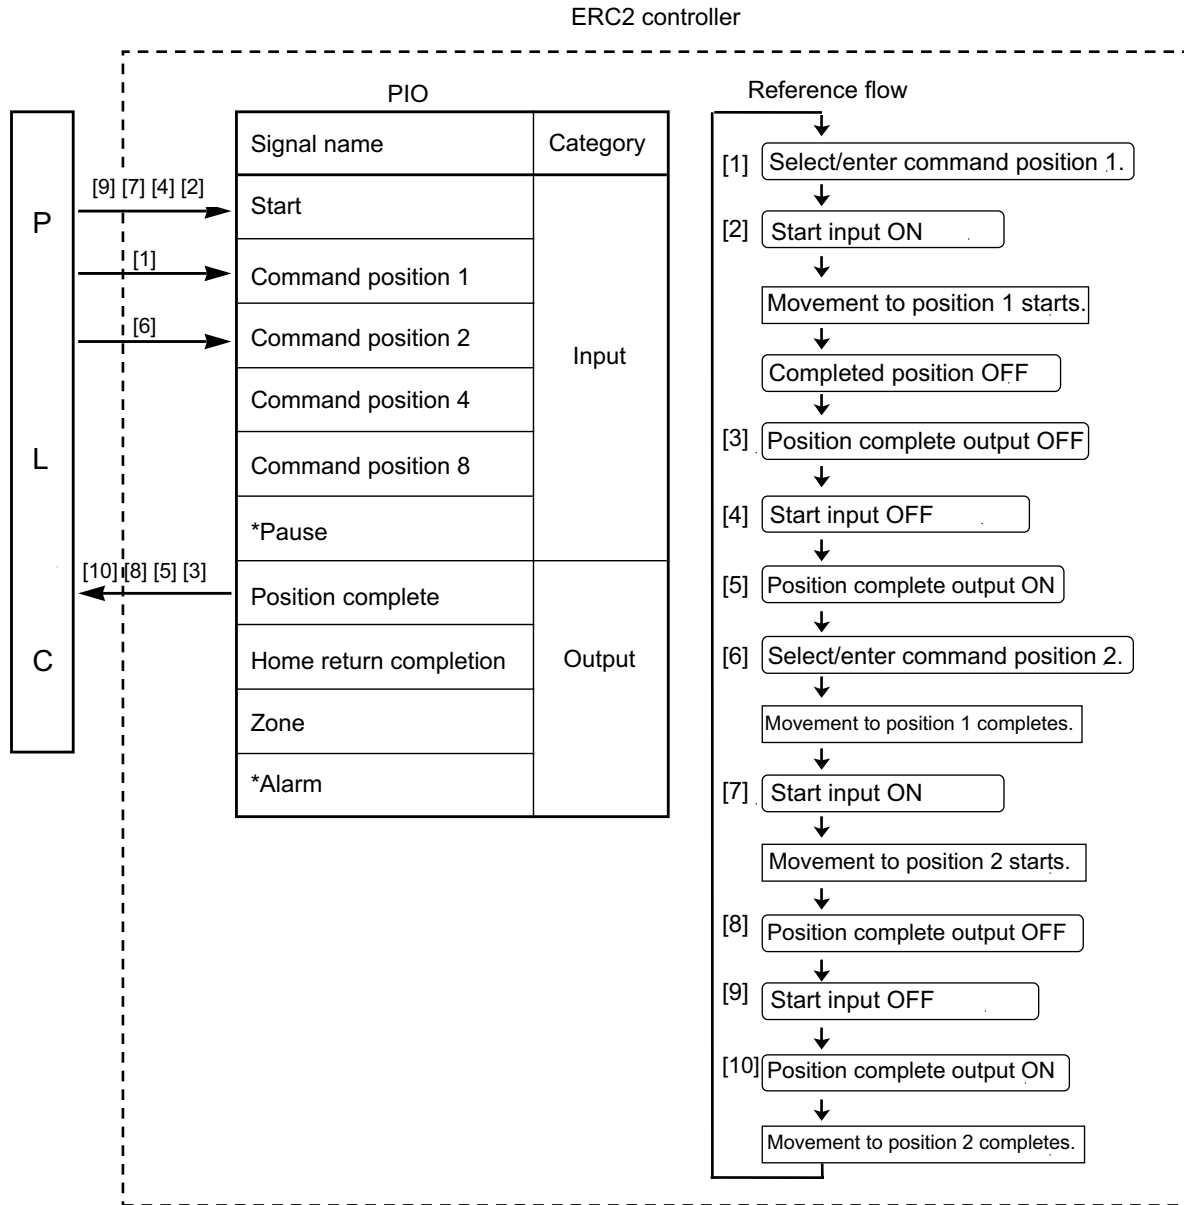 ERC2 controller
PIO
Signal name
Category
[9] [7] [4] [2]
Start
[1]
Command position 1
[6]
Command position 2
Input
Command position 4
Command position 8
*Pause
[10] [8] [5] [3]
Position complete
Home return completion
Output
Zone
*Alarm
P
L
C
Reference flow
[1] Select/enter command position 1.
[2] Start input ON
Movement to position 1 starts.
Completed position OFF
[3] Position complete output OFF
[4] Start input OFF
[5] Position complete output ON
[6] Select/enter command position 2.
Movement to position 1 completes.
[7] Start input ON
Movement to position 2 starts.
[8] Position complete output OFF
[9] Start input OFF
[10] Position complete output ON
Movement to position 2 completes.